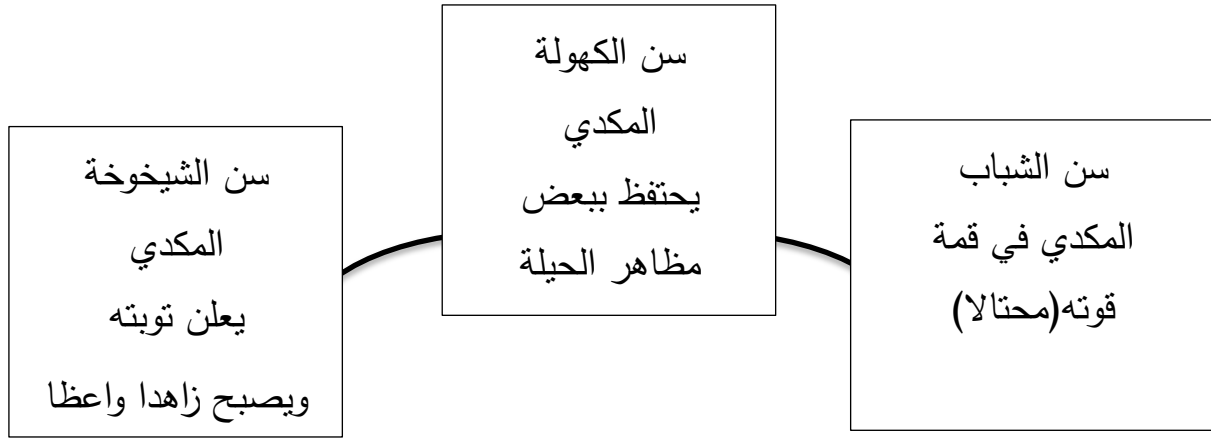 سن الشباب
المكدي في قمة
قوته(محتالا)
سن الكهولة
المكدي
يحتفظ ببعض
مظاهر الحيلة
سن الشيخوخة
المكدي
يعلن توبته
ويصبح زاهدا واعظا